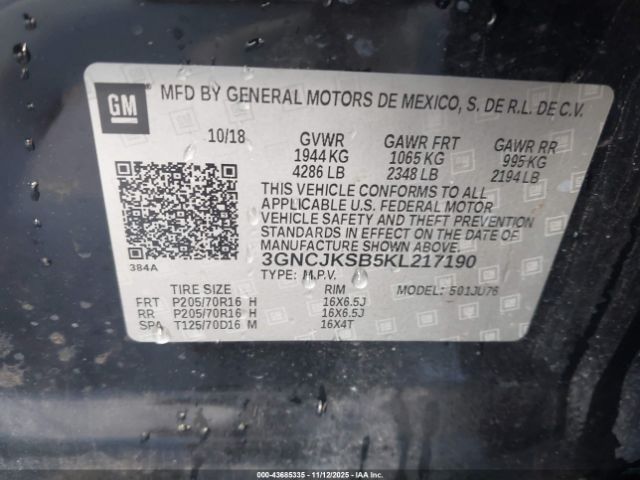 GM
MFD BY GENERAL MOTORS DE MEXICO, S. DE R.L. DE C.V.
10/18 GVWR GAWR FRT GAWR RR
1944 KG 1065 KG 995 KG
4286 LB 2348 LB 2194 LB
THIS VEHICLE CONFORMS TO ALL
APPLICABLE U.S. FEDERAL MOTOR
VEHICLE SAFETY AND THEFT PREVENTION
STANDARDS IN EFFECT ON THE DATE OF
MANUFACTURE SHOWN ABOVE.
3GNCJKSB5KL217190
384A
TYPE: M.P.V. MODEL: 501JU76
TIRE SIZE RIM
FRT P205/70R16 H 16X6.5J
RR P205/70R16 H 16X6.5J
SPA T125/70D16 M 16X4T
000-43685335 - 11/12/2025 - IAAI.com